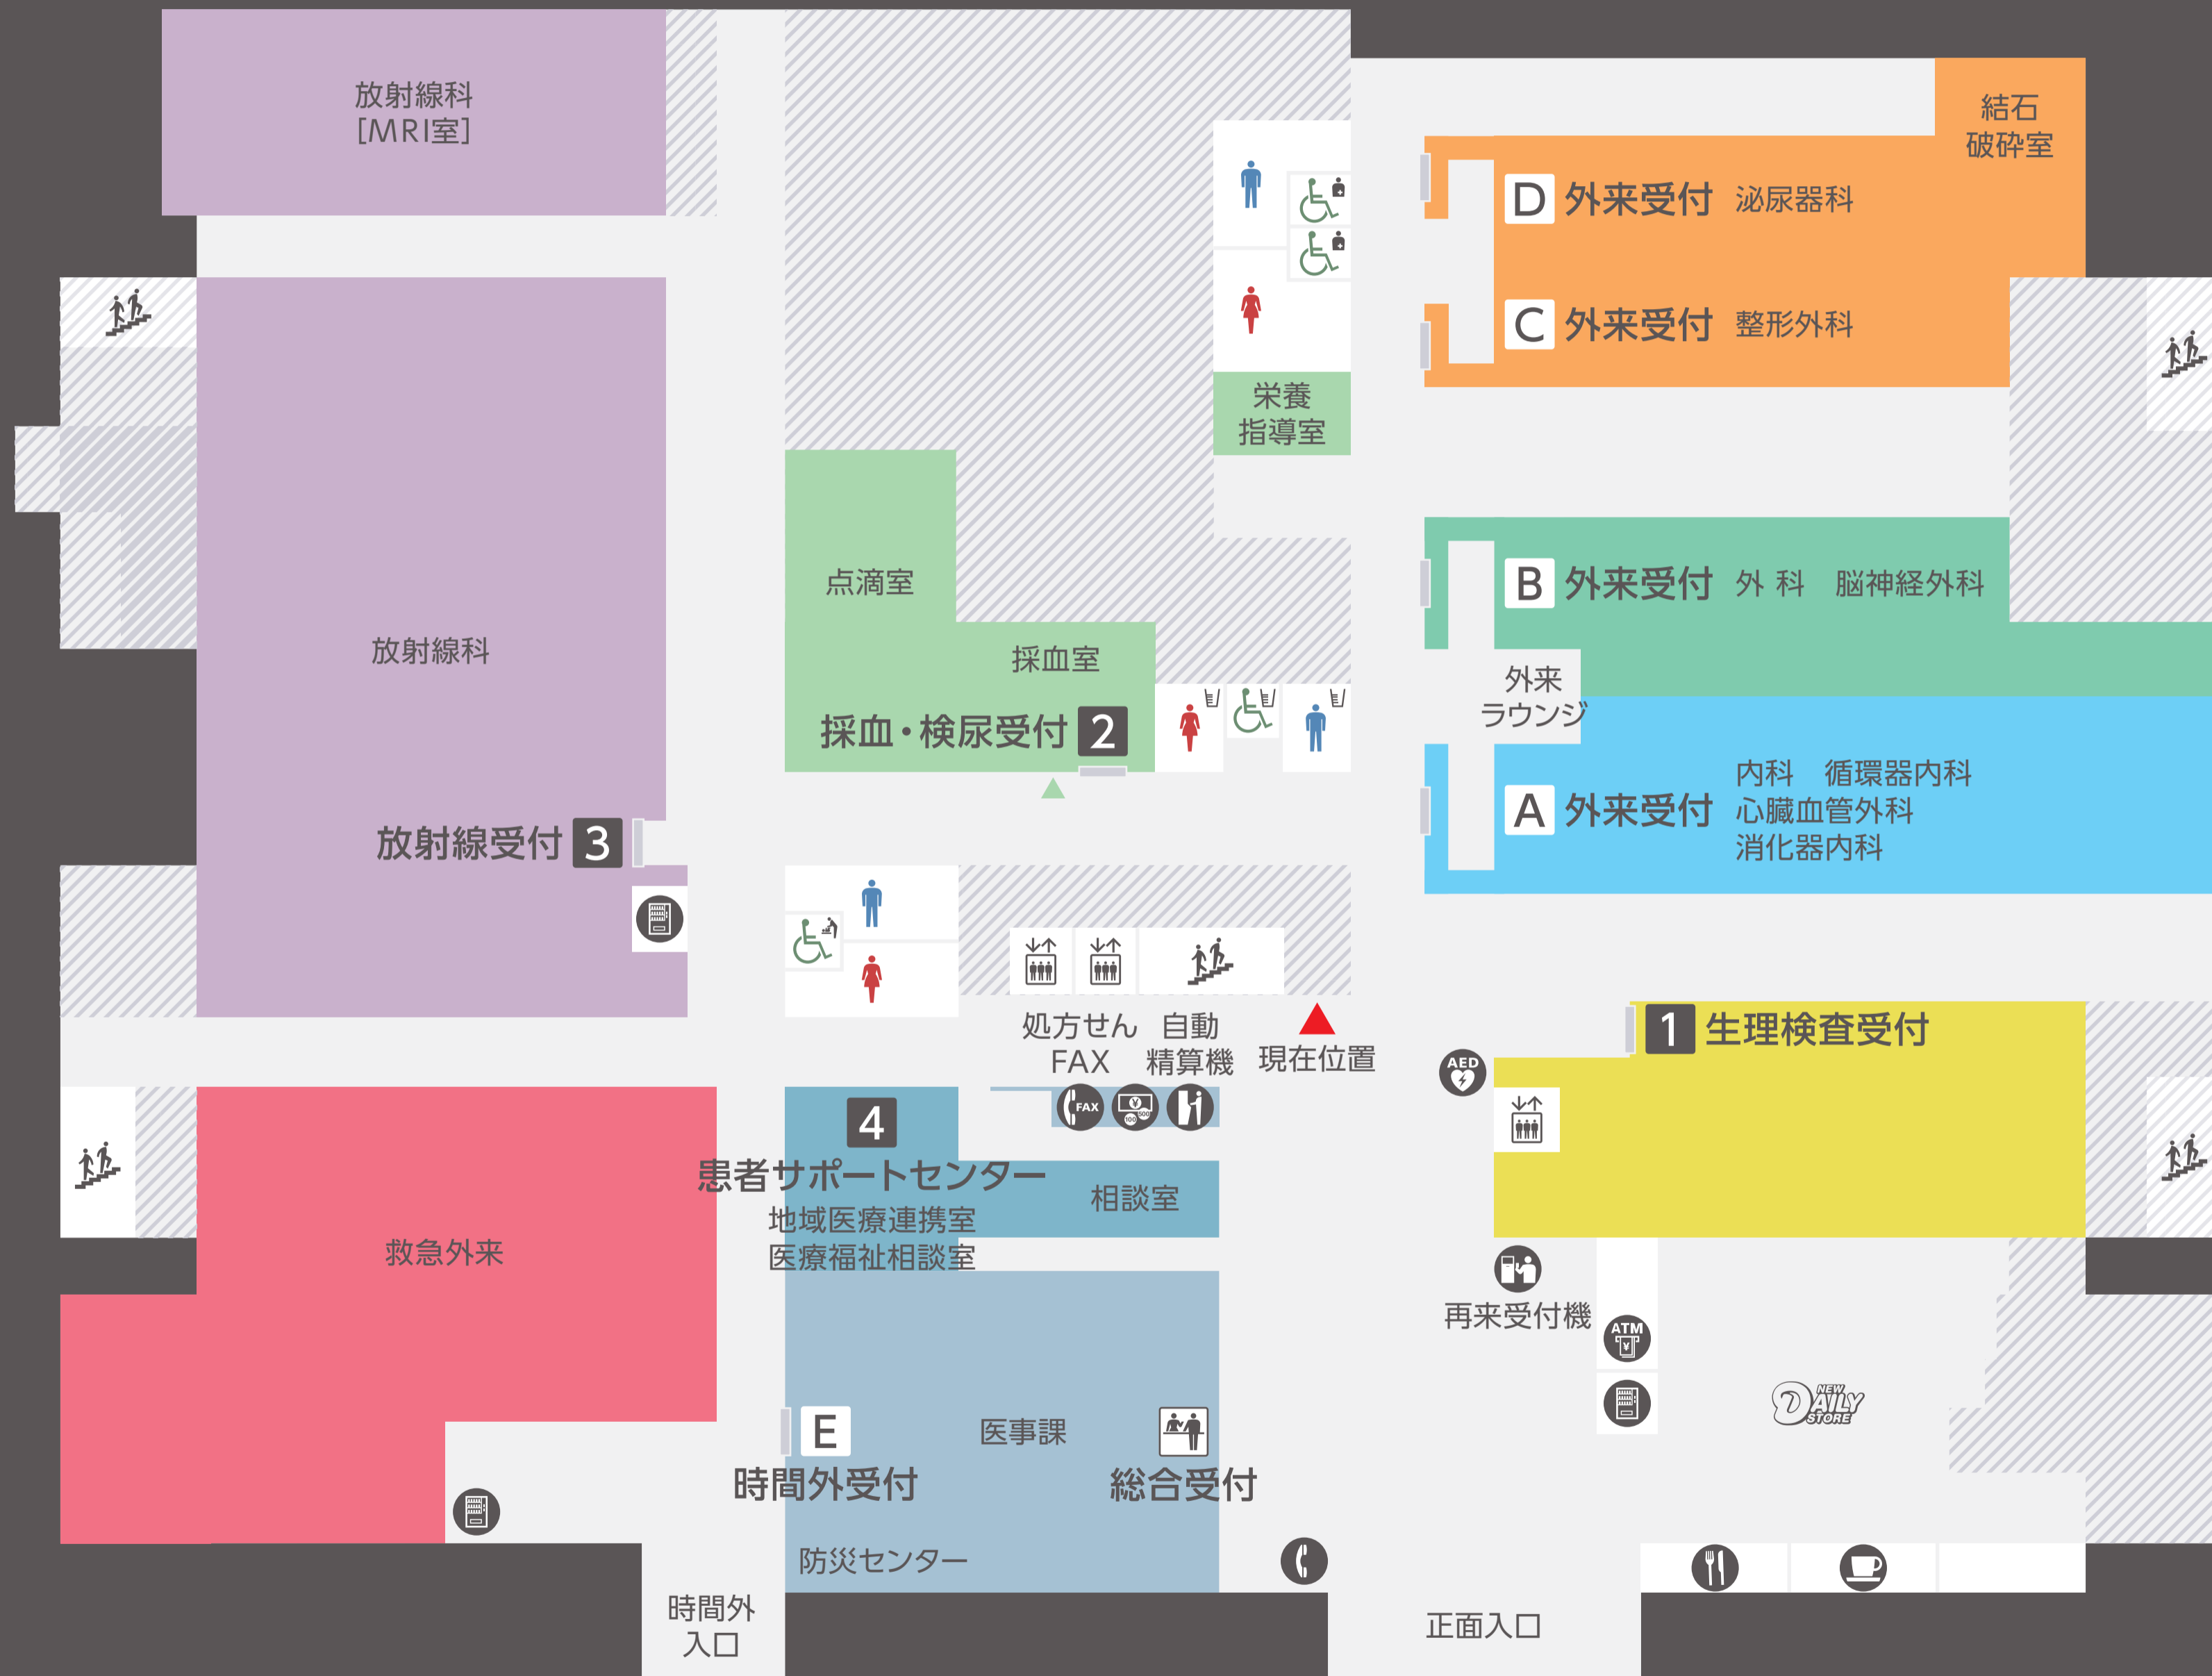 放射線科
[MRI室]
結石
破砕室
D 外来受付 泌尿器科
C 外来受付 整形外科
栄養
指導室
点滴室
B 外来受付 外 科 脳神経外科
放射線科
採血室
外来
ラウンジ
採血・検尿受付 2
A 外来受付
内科 循環器内科
心臓血管外科
消化器内科
放射線受付 3
1 生理検査受付
処方せん
FAX
自動
精算機
現在位置
AED
FAX
¥
100
500
4
患者サポートセンター
地域医療連携室
医療福祉相談室
相談室
救急外来
再来受付機
ATM
¥
NEW
DAILY
STORE
E
時間外受付
医事課
総合受付
防災センター
時間外
入口
正面入口